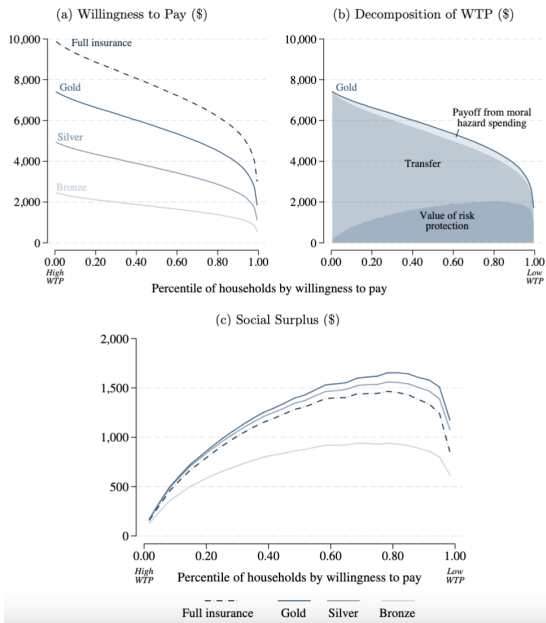 (a) Willingness to Pay ($)
(b) Decomposition of WTP ($)
10,000
8,000
6,000
4,000
2,000
0
Full insurance
Gold
Silver
Bronze
0.00
0.20
0.40
0.60
0.80
1.00
High
WTP
10,000
8,000
6,000
4,000
2,000
0
Gold
Payoff from moral
hazard spending
Transfer
Value of risk
protection
0.00
0.20
0.40
0.60
0.80
1.00
Low
WTP
Percentile of households by willingness to pay
(c) Social Surplus ($)
2,000
1,500
1,000
500
0
0.00
0.20
0.40
0.60
0.80
1.00
High
WTP
Percentile of households by willingness to pay
Low
WTP
Full insurance
Gold
Silver
Bronze